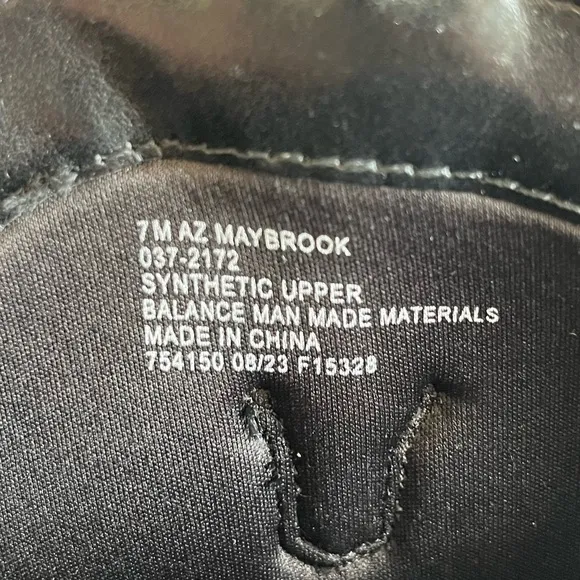 7M AZ MAYBROOK
037-2172
SYNTHETIC UPPER
BALANCE MAN MADE MATERIALS
MADE IN CHINA
754150 08/23 F15328